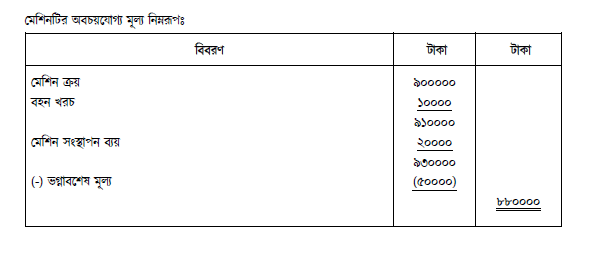 মেশিনটির অবচয়যোগ্য মূল্য নিম্নরূপঃ
বিবরণ টাকা টাকা
মেশিন ক্রয় ৯০০০০০
বহন খরচ ১০০০০
৯১০০০০
মেশিন সংস্থাপন ব্যয় ২০০০০
৯৩০০০০
(-) ভগ্নাবশেষ মূল্য (৫০০০০)
৮৮০০০০